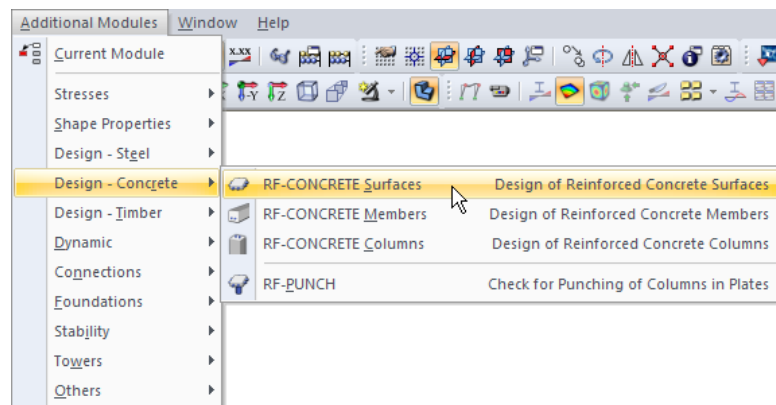 Additional Modules Window Help
Current Module
x.xx
Stresses
Shape Properties
Design - Steel
Design - Concrete
RF-CONCRETE Surfaces Design of Reinforced Concrete Surfaces
Design - Timber
RF-CONCRETE Members Design of Reinforced Concrete Members
Dynamic
RF-CONCRETE Columns Design of Reinforced Concrete Columns
Connections
RF-PUNCH Check for Punching of Columns in Plates
Foundations
Stability
Towers
Others